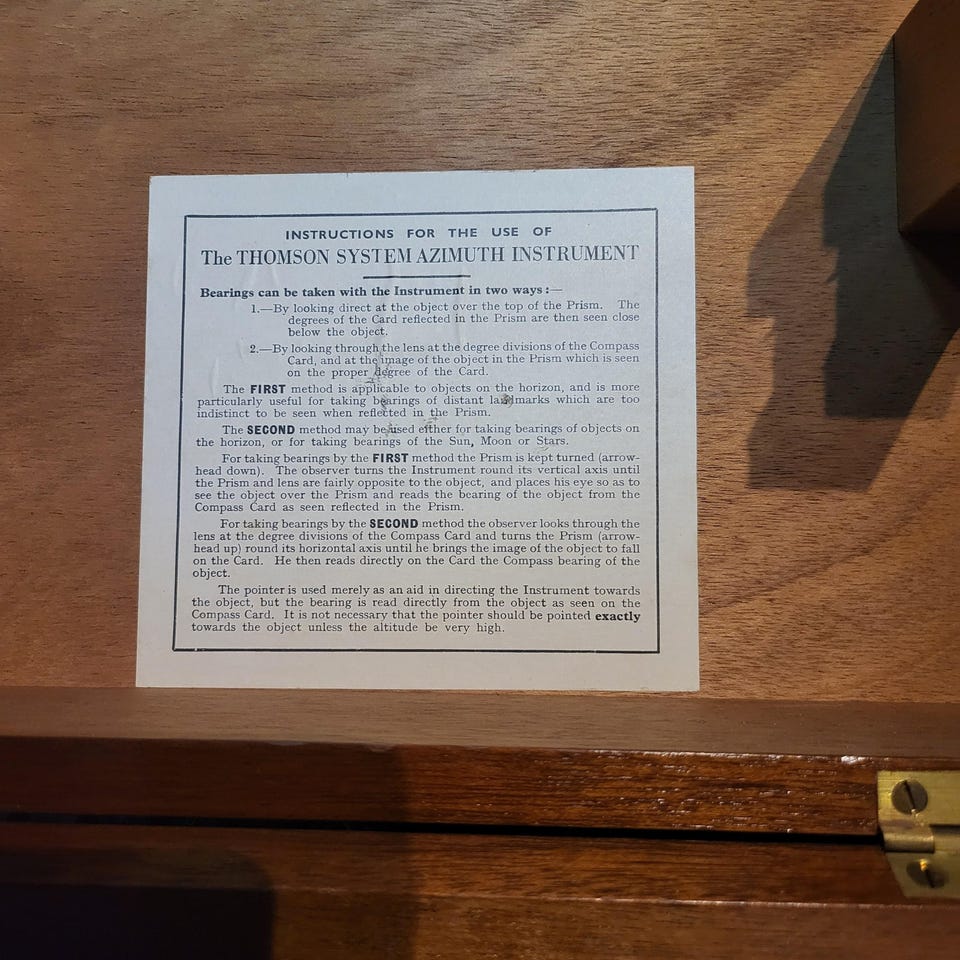 INSTRUCTIONS FOR THE USE OF
The THOMSON SYSTEM AZIMUTH INSTRUMENT
Bearings can be taken with the Instrument in two ways:—
1.—By looking direct at the object over the top of the Prism. The
degrees of the Card reflected in the Prism are then seen close
below the object.
2.—By looking through the lens at the degree divisions of the Compass
Card, and at the image of the object in the Prism which is seen
on the proper degree of the Card.
The FIRST method is applicable to objects on the horizon, and is more
particularly useful for taking bearings of distant landmarks which are too
indistinct to be seen when reflected in the Prism.
The SECOND method may be used either for taking bearings of objects on
the horizon, or for taking bearings of the Sun, Moon or Stars.
For taking bearings by the FIRST method the Prism is kept turned (arrow-
head down). The observer turns the Instrument round its vertical axis until
the Prism and lens are fairly opposite to the object, and places his eye so as to
see the object over the Prism and reads the bearing of the object from the
Compass Card as seen reflected in the Prism.
For taking bearings by the SECOND method the observer looks through the
lens at the degree divisions of the Compass Card and turns the Prism (arrow-
head up) round its horizontal axis until he brings the image of the object to fall
on the Card. He then reads directly on the Card the Compass bearing of the
object.
The pointer is used merely as an aid in directing the Instrument towards
the object, but the bearing is read directly from the object as seen on the
Compass Card. It is not necessary that the pointer should be pointed exactly
towards the object unless the altitude be very high.